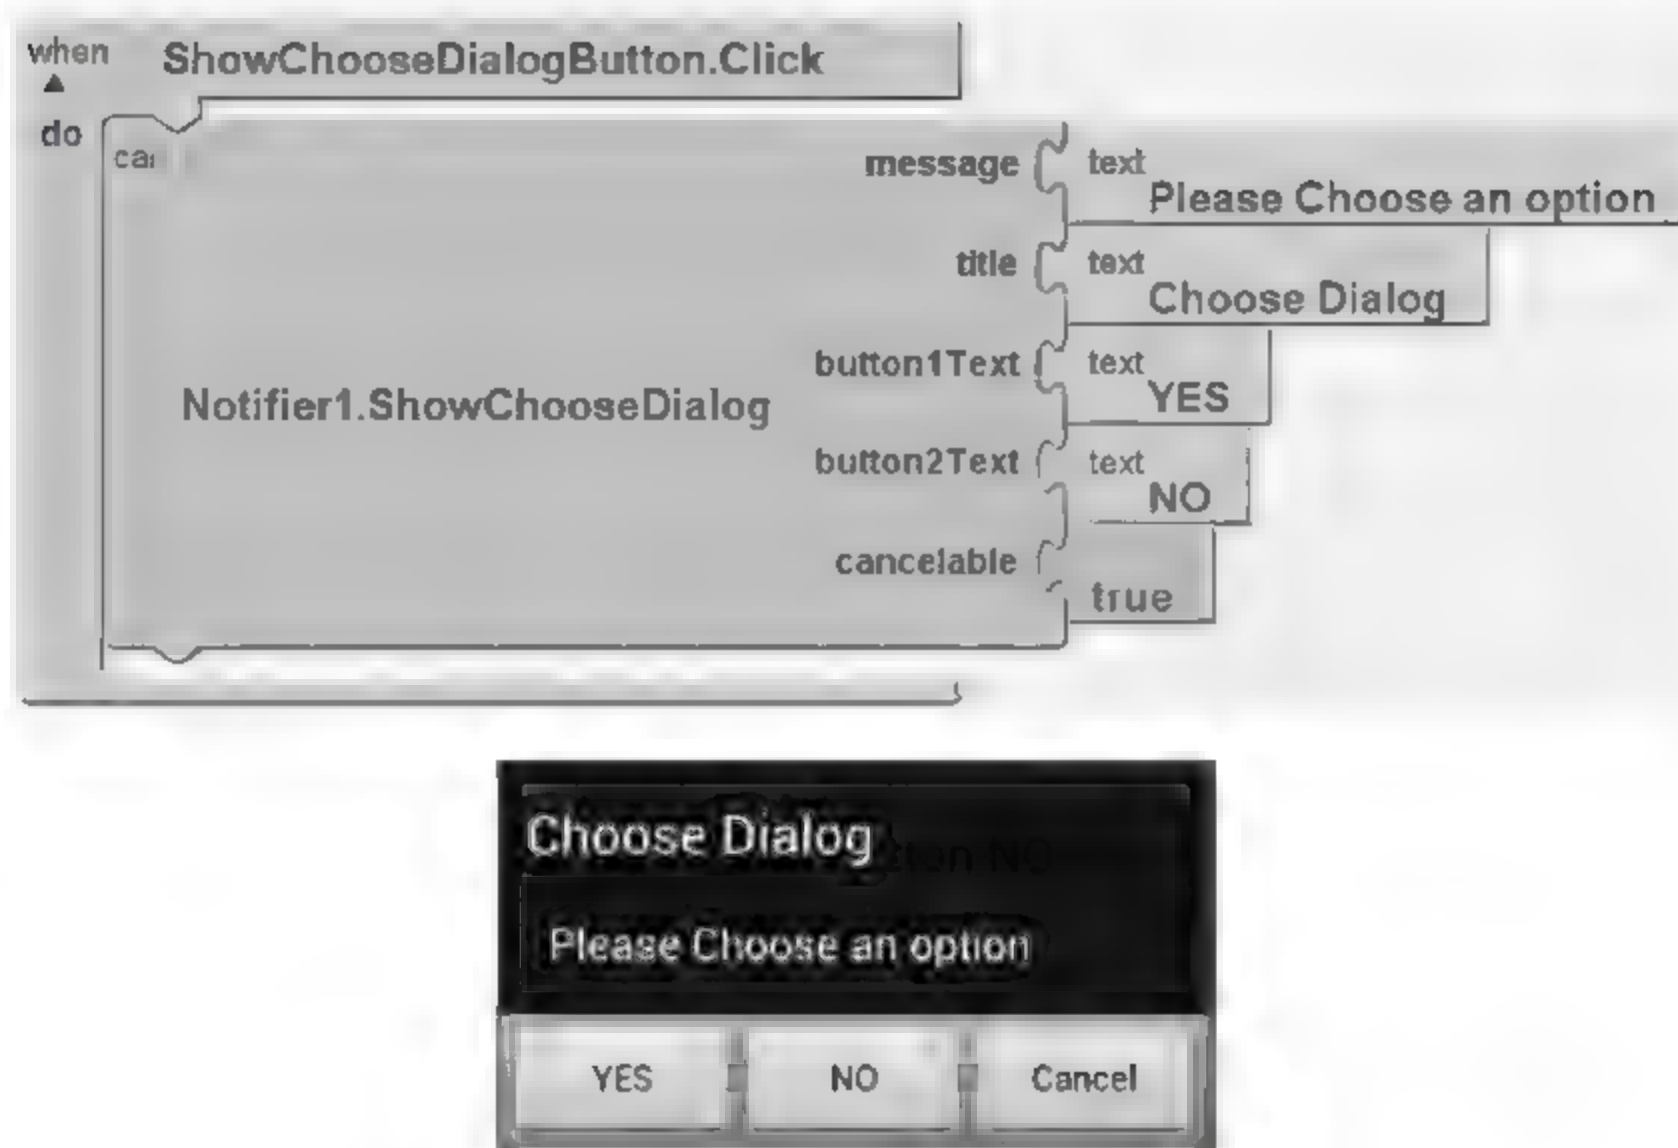 when ShowChooseDialogButton.Click
do
message text
Please Choose an option
title text
Choose Dialog
button1Text text
YES
Notifier1.ShowChooseDialog
button2Text text
NO
cancelable
true
Choose Dialog
Please Choose an option
YES NO Cancel